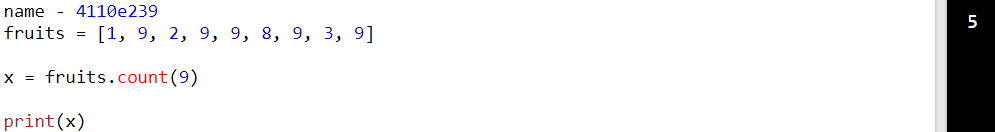 name - 4110e239
fruits = [1, 9, 2, 9, 9, 8, 9, 3, 9]
x = fruits.count(9)
print(x)
5